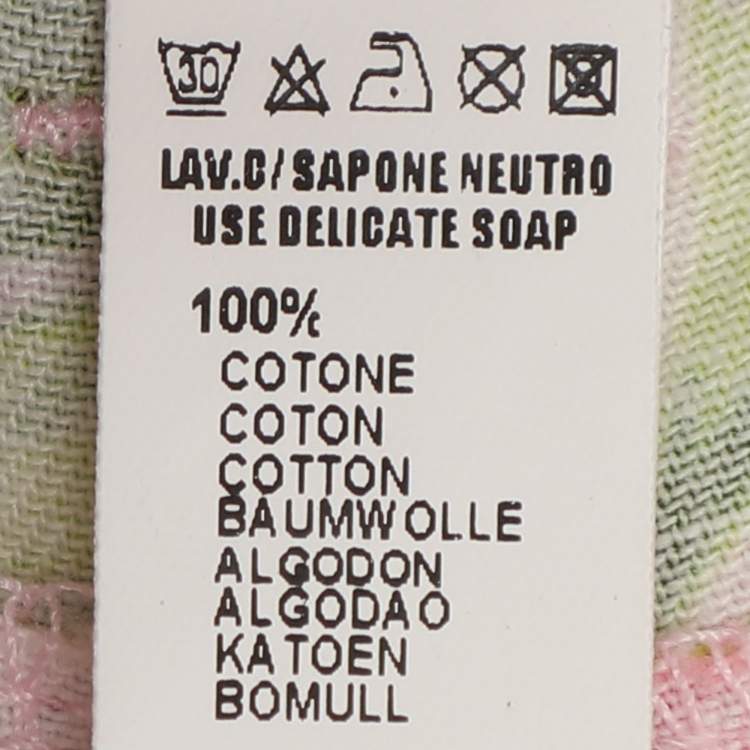 30
LAV.C/ SAPONE NEUTRO
USE DELICATE SOAP
100%
COTONE
COTON
COTTON
BAUMWOLLE
ALGODON
ALGODAO
KATOEN
BOMULL